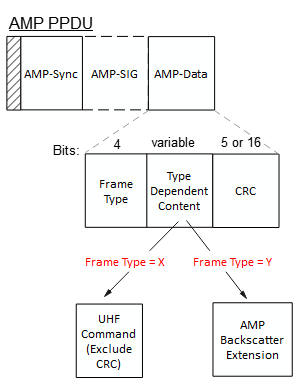 AMP PPDU
AMP-Sync AMP-SIG AMP-Data
Bits: 4 variable 5 or 16
Frame
Type
Type
Dependent
Content
CRC
Frame Type = X Frame Type = Y
UHF
Command
(Exclude
CRC)
AMP
Backscatter
Extension